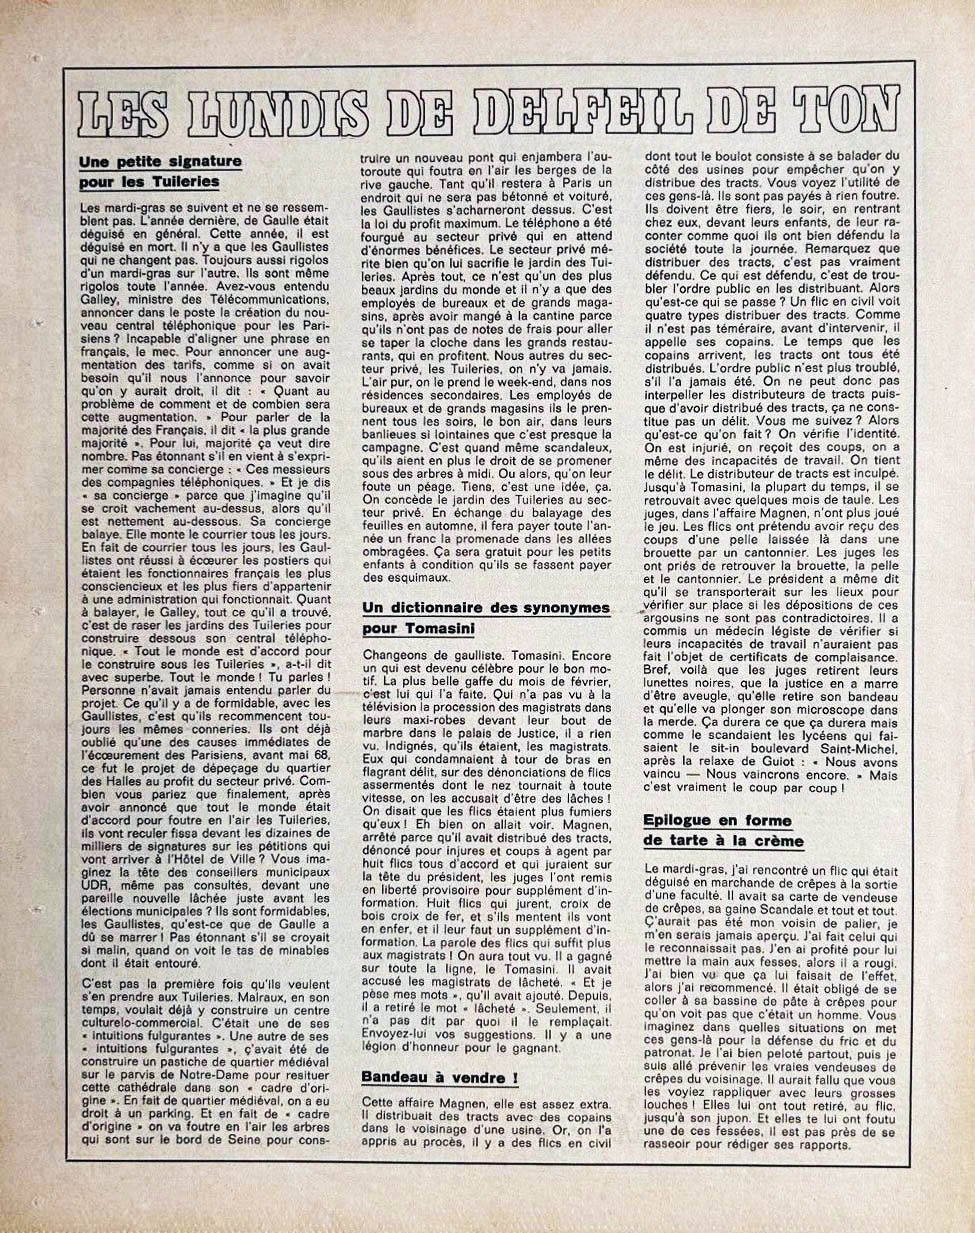 LES LUNDIS DE DELFEIL DE TON
Une petite signature
pour les Tuileries
Les mardi-gras se suivent et ne se ressem-
blent pas. L'année dernière, de Gaulle était
déguisé en général. Cette année, il est
déguisé en mort. Il n'y a que les Gaullistes
qui ne changent pas. Toujours aussi rigolos
d'un mardi-gras sur l'autre. Ils sont même
rigolos toute l'année. Avez-vous entendu
Galley, ministre des Télécommunications,
annoncer dans le poste la création du nou-
veau central téléphonique pour les Pari-
siens ? Incapable d'aligner une phrase en
français, le mec. Pour annoncer une aug-
mentation des tarifs, comme si on avait
besoin qu'il nous l'annonce pour savoir
qu'on y aurait droit, il dit : « Quant au
problème de comment et de combien sera
cette augmentation. » Pour parler de la
majorité des Français, il dit « la plus grande
majorité ». Pour lui, majorité ça veut dire
nombre. Pas étonnant s'il en vient à s'expri-
mer comme sa concierge : « Ces messieurs
des compagnies téléphoniques. » Et je dis
« sa concierge » parce que j'imagine qu'il
se croit vachement au-dessus, alors qu'il
est nettement au-dessous. Sa concierge
balaye. Elle monte le courrier tous les jours.
En fait de courrier tous les jours, les Gaul-
listes ont réussi à écœurer les postiers qui
étaient les fonctionnaires français les plus
consciencieux et les plus fiers d'appartenir
à une administration qui fonctionnait. Quant
à balayer, le Galley, tout ce qu'il a trouvé,
c'est de raser les jardins des Tuileries pour
construire dessous son central télépho-
nique. « Tout le monde est d'accord pour
le construire sous les Tuileries », a-t-il dit
avec superbe. Tout le monde ! Tu parles !
Personne n'avait jamais entendu parler du
projet. Ce qu'il y a de formidable, avec les
Gaullistes, c'est qu'ils recommencent tou-
jours les mêmes conneries. Ils ont déjà
oublié qu'une des causes immédiates de
l'écœurement des Parisiens, avant mai 68,
ce fut le projet de dépeçage du quartier
des Halles au profit du secteur privé. Com-
bien vous pariez que finalement, après
avoir annoncé que tout le monde était
d'accord pour foutre en l'air les Tuileries,
ils vont reculer fissa devant les dizaines de
milliers de signatures sur les pétitions qui
vont arriver à l'Hôtel de Ville ? Vous ima-
ginez la tête des conseillers municipaux
UDR, même pas consultés, devant une
pareille nouvelle lâchée juste avant les
élections municipales ? Ils sont formidables,
les Gaullistes, qu'est-ce que de Gaulle a
dû se marrer ! Pas étonnant s'il se croyait
si malin, quand on voit le tas de minables
dont il était entouré.
C'est pas la première fois qu'ils veulent
s'en prendre aux Tuileries. Malraux, en son
temps, voulait déjà y construire un centre
culturelo-commercial. C'était une de ses
« intuitions fulgurantes ». Une autre de ses
« intuitions fulgurantes », ç'avait été de
construire un pastiche de quartier médiéval
sur le parvis de Notre-Dame pour resituer
cette cathédrale dans son « cadre d'ori-
gine ». En fait de quartier médiéval, on a eu
droit à un parking. Et en fait de « cadre
d'origine » on va foutre en l'air les arbres
qui sont sur le bord de Seine pour cons-
truire un nouveau pont qui enjambera l'au-
toroute qui foutra en l'air les berges de la
rive gauche. Tant qu'il restera à Paris un
endroit qui ne sera pas bétonné et voituré,
les Gaullistes s'acharneront dessus. C'est
la loi du profit maximum. Le téléphone a été
fourgué au secteur privé qui en attend
d'énormes bénéfices. Le secteur privé mé-
rite bien qu'on lui sacrifie le jardin des Tui-
leries. Après tout, ce n'est qu'un des plus
beaux jardins du monde et il n'y a que des
employés de bureaux et de grands maga-
sins, après avoir mangé à la cantine parce
qu'ils n'ont pas de notes de frais pour aller
se taper la cloche dans les grands restau-
rants, qui en profitent. Nous autres du sec-
teur privé, les Tuileries, on n'y va jamais.
L'air pur, on le prend le week-end, dans nos
résidences secondaires. Les employés de
bureaux et de grands magasins ils le pren-
nent tous les soirs, le bon air, dans leurs
banlieues si lointaines que c'est presque la
campagne. C'est quand même scandaleux,
qu'ils aient en plus le droit de se promener
sous des arbres à midi. Ou alors, qu'on leur
foute un péage. Tiens, c'est une idée, ça.
On concède le jardin des Tuileries au sec-
teur privé. En échange du balayage des
feuilles en automne, il fera payer toute l'an-
née un franc la promenade dans les allées
ombragées. Ça sera gratuit pour les petits
enfants à condition qu'ils se fassent payer
des esquimaux.
Un dictionnaire des synonymes
pour Tomasini
Changeons de gaulliste. Tomasini. Encore
un qui est devenu célèbre pour le bon mo-
tif. La plus belle gaffe du mois de février,
c'est lui qui l'a faite. Qui n'a pas vu à la
télévision la procession des magistrats dans
leurs maxi-robes devant leur bout de
marbre dans le palais de Justice, il a rien
vu. Indignés, qu'ils étaient, les magistrats.
Eux qui condamnaient à tour de bras en
flagrant délit, sur des dénonciations de flics
assermentés dont le nez tournait à toute
vitesse, on les accusait d'être des lâches !
On disait que les flics étaient plus fumiers
qu'eux ! Eh bien on allait voir. Magnen,
arrêté parce qu'il avait distribué des tracts,
dénoncé pour injures et coups à agent par
huit flics tous d'accord et qui juraient sur
la tête du président, les juges l'ont remis
en liberté provisoire pour supplément d'in-
formation. Huit flics qui jurent, croix de
bois croix de fer, et s'ils mentent ils vont
en enfer, et il leur faut un supplément d'in-
formation. La parole des flics qui suffit plus
aux magistrats ! On aura tout vu. Il a gagné
sur toute la ligne, le Tomasini. Il avait
accusé les magistrats de lâcheté. « Et je
pèse mes mots », qu'il avait ajouté. Depuis,
il a retiré le mot « lâcheté ». Seulement, il
n'a pas dit par quoi il le remplaçait.
Envoyez-lui vos suggestions. Il y a une
légion d'honneur pour le gagnant.
Bandeau à vendre !
Cette affaire Magnen, elle est assez extra.
Il distribuait des tracts avec des copains
dans le voisinage d'une usine. Or, on l'a
appris au procès, il y a des flics en civil
dont tout le boulot consiste à se balader du
côté des usines pour empêcher qu'on y
distribue des tracts. Vous voyez l'utilité de
ces gens-là. Ils sont pas payés à rien foutre.
Ils doivent être fiers, le soir, en rentrant
chez eux, devant leurs enfants, de leur ra-
conter comme quoi ils ont bien défendu la
société toute la journée. Remarquez que
distribuer des tracts, c'est pas vraiment
défendu. Ce qui est défendu, c'est de trou-
bler l'ordre public en les distribuant. Alors
qu'est-ce qui se passe ? Un flic en civil voit
quatre types distribuer des tracts. Comme
il n'est pas téméraire, avant d'intervenir, il
appelle ses copains. Le temps que les
copains arrivent, les tracts ont tous été
distribués. L'ordre public n'est plus troublé,
s'il l'a jamais été. On ne peut donc pas
interpeller les distributeurs de tracts puis-
que d'avoir distribué des tracts, ça ne cons-
titue pas un délit. Vous me suivez ? Alors
qu'est-ce qu'on fait ? On vérifie l'identité.
On est injurié, on reçoit des coups, on a
même des incapacités de travail. On tient
le délit. Le distributeur de tracts est inculpé.
Jusqu'à Tomasini, la plupart du temps, il se
retrouvait avec quelques mois de taule. Les
juges, dans l'affaire Magnen, n'ont plus joué
le jeu. Les flics ont prétendu avoir reçu des
coups d'une pelle laissée là dans une
brouette par un cantonnier. Les juges les
ont priés de retrouver la brouette, la pelle
et le cantonnier. Le président a même dit
qu'il se transporterait sur les lieux pour
vérifier sur place si les dépositions de ces
argousins ne sont pas contradictoires. Il a
commis un médecin légiste de vérifier si
leurs incapacités de travail n'auraient pas
fait l'objet de certificats de complaisance.
Bref, voilà que les juges retirent leurs
lunettes noires, que la justice en a marre
d'être aveugle, qu'elle retire son bandeau
et qu'elle va plonger son microscope dans
la merde. Ça durera ce que ça durera mais
comme le scandaient les lycéens qui fai-
saient le sit-in boulevard Saint-Michel,
après la relaxe de Guiot : « Nous avons
vaincu — Nous vaincrons encore. » Mais
c'est vraiment le coup par coup !
Epilogue en forme
de tarte à la crème
Le mardi-gras, j'ai rencontré un flic qui était
déguisé en marchande de crêpes à la sortie
d'une faculté. Il avait sa carte de vendeuse
de crêpes, sa gaine Scandale et tout et tout.
Ç'aurait pas été mon voisin de palier, je
m'en serais jamais aperçu. J'ai fait celui qui
le reconnaissait pas. J'en ai profité pour lui
mettre la main aux fesses, alors il a rougi.
J'ai bien vu que ça lui faisait de l'effet,
alors j'ai recommencé. Il était obligé de se
coller à sa bassine de pâte à crêpes pour
qu'on voit pas que c'était un homme. Vous
imaginez dans quelles situations on met
ces gens-là pour la défense du fric et du
patronat. Je l'ai bien peloté partout, puis je
suis allé prévenir les vraies vendeuses de
crêpes du voisinage. Il aurait fallu que vous
les voyiez rappliquer avec leurs grosses
louches ! Elles lui ont tout retiré, au flic,
jusqu'à son jupon. Et elles te lui ont foutu
une de ces fessées, il est pas près de se
rasseoir pour rédiger ses rapports.